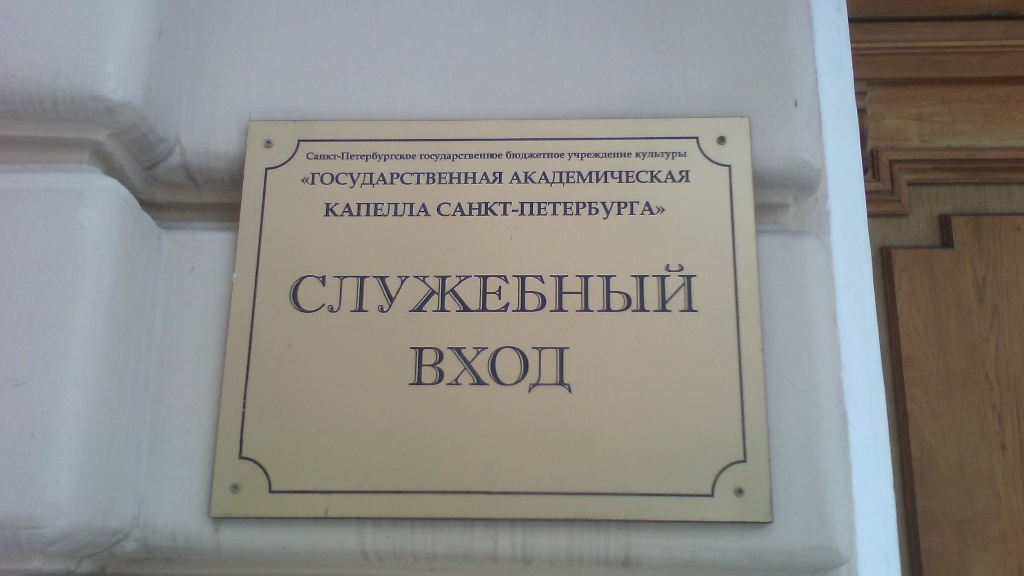 Санкт-Петербургское государственное бюджетное учреждение культуры
«ГОСУДАРСТВЕННАЯ АКАДЕМИЧЕСКАЯ
КАПЕЛЛА САНКТ-ПЕТЕРБУРГА»
СЛУЖЕБНЫЙ
ВХОД